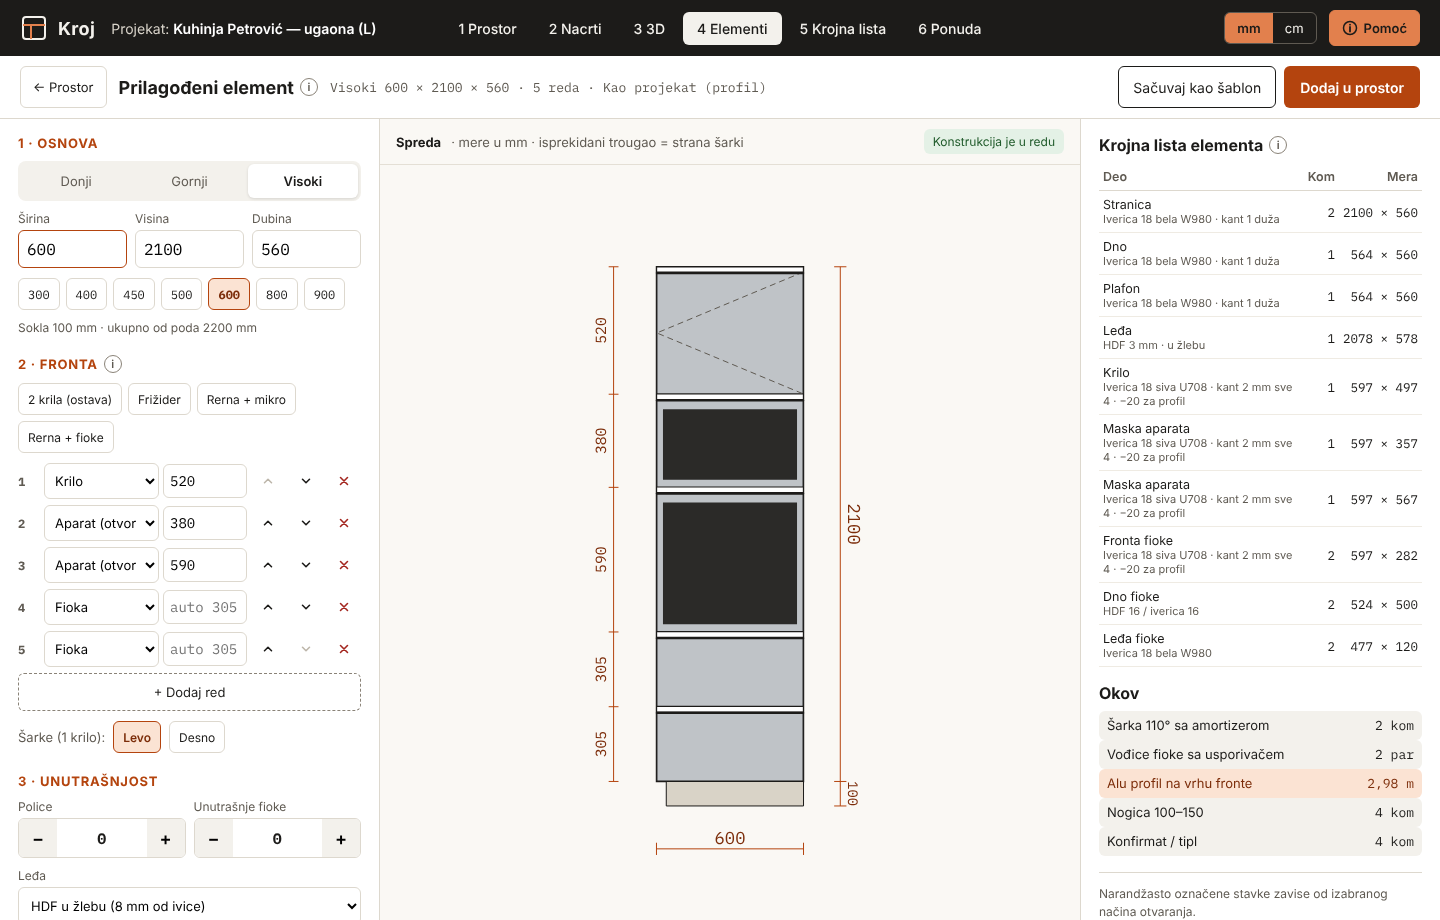 Kroj
Projekat: Kuhinja Petrović — ugaona (L)
1 Prostor
2 Nacrti
3 3D
4 Elementi
5 Krojna lista
6 Ponuda
mm
cm
Pomoć
← Prostor
Prilagođeni element
Visoki 600 × 2100 × 560 · 5 reda · Kao projekat (profil)
Sačuvaj kao šablon
Dodaj u prostor
1 · OSNOVA
Donji
Gornji
Visoki
Širina
Visina
Dubina
600
2100
560
300
400
450
500
600
800
900
Sokla 100 mm · ukupno od poda 2200 mm
2 · FRONTA
2 krila (ostava)
Frižider
Rerna + mikro
Rerna + fioke
1 Krilo 520
2 Aparat (otvor 380
3 Aparat (otvor 590
4 Fioka auto 305
5 Fioka auto 305
+ Dodaj red
Šarke (1 krilo):
Levo
Desno
3 · UNUTRAŠNJOST
Police
Unutrašnje fioke
− 0 +
− 0 +
Leđa
HDF u žlebu (8 mm od ivice)
Spreda · mere u mm · isprekidani trougao = strana šarki
Konstrukcija je u redu
520
380
590
305
305
2100
100
600
Krojna lista elementa
Deo Kom Mera
Stranica
Iverica 18 bela W980 · kant 1 duža
2 2100 × 560
Dno
Iverica 18 bela W980 · kant 1 duža
1 564 × 560
Plafon
Iverica 18 bela W980 · kant 1 duža
1 564 × 560
Leđa
HDF 3 mm · u žlebu
1 2078 × 578
Krilo
Iverica 18 siva U708 · kant 2 mm sve
4 · −20 za profil
1 597 × 497
Maska aparata
Iverica 18 siva U708 · kant 2 mm sve
4 · −20 za profil
1 597 × 357
Maska aparata
Iverica 18 siva U708 · kant 2 mm sve
4 · −20 za profil
1 597 × 567
Fronta fioke
Iverica 18 siva U708 · kant 2 mm sve
4 · −20 za profil
2 597 × 282
Dno fioke
HDF 16 / iverica 16
2 524 × 500
Leđa fioke
Iverica 18 bela W980
2 477 × 120
Okov
Šarka 110° sa amortizerom 2 kom
Vođice fioke sa usporivačem 2 par
Alu profil na vrhu fronte 2,98 m
Nogica 100–150 4 kom
Konfirmat / tipl 4 kom
Narandžasto označene stavke zavise od izabranog
načina otvaranja.